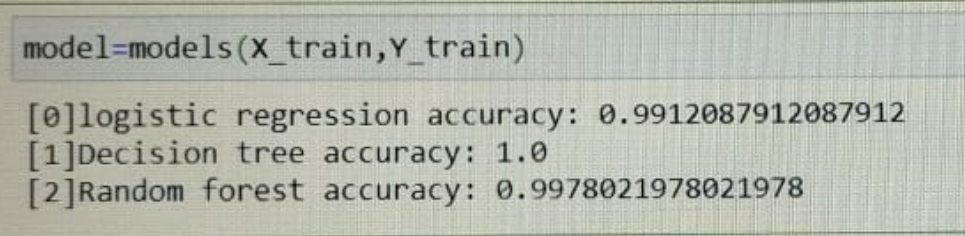 model=models(X_train,Y_train)
[0]logistic regression accuracy: 0.9912087912087912
[1]Decision tree accuracy: 1.0
[2]Random forest accuracy: 0.9978021978021978